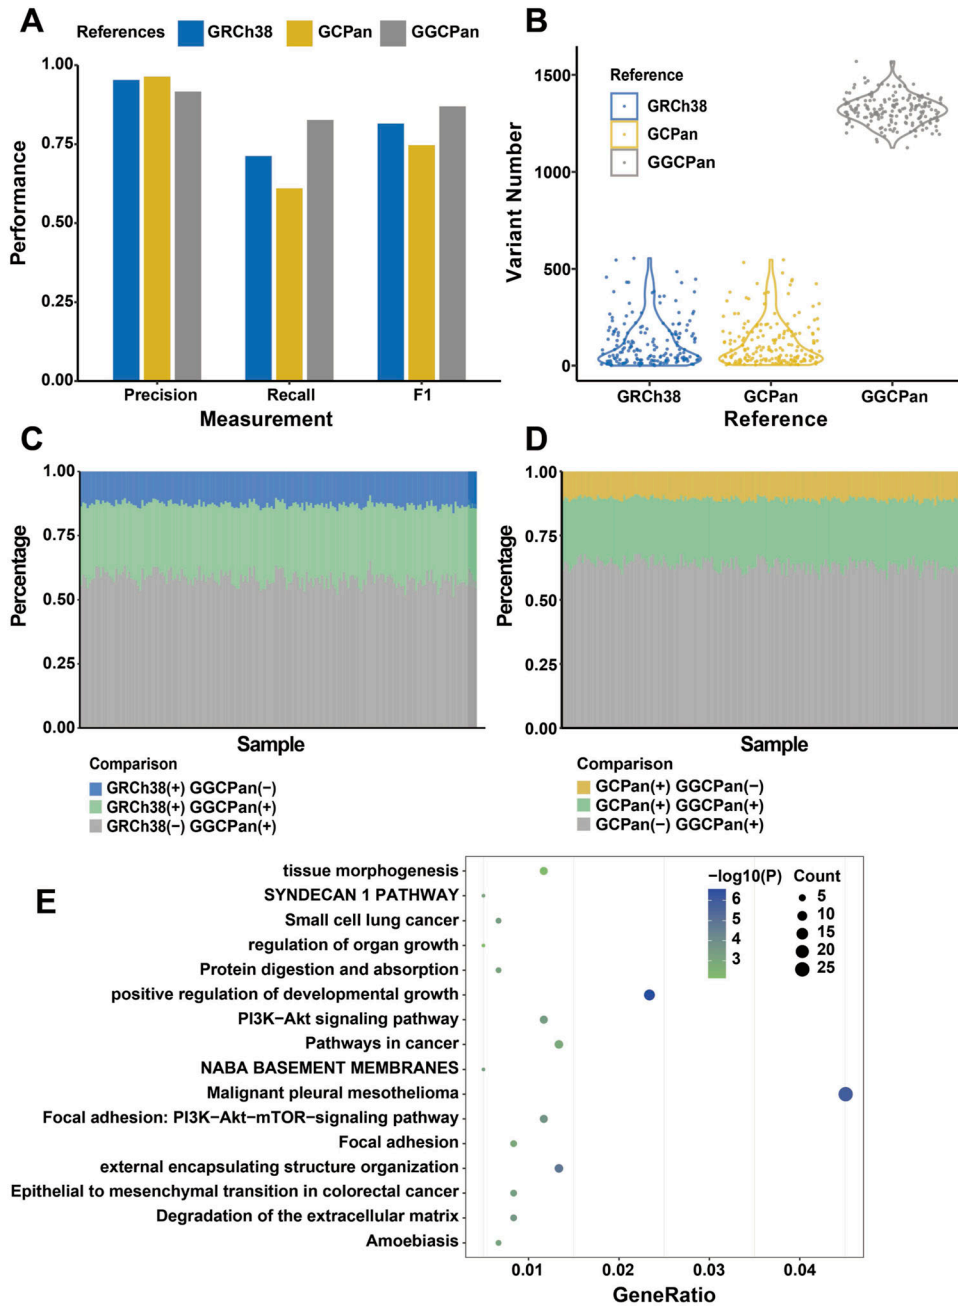 A
References GRCh38 GCPan GGCPan
Performance
1.00
0.75
0.50
0.25
0.00
Precision Recall F1
Measurement
B
Variant Number
1500
1000
500
0
Reference
GRCh38
GCPan
GGCPan
GRCh38 GCPan GGCPan
Reference
C
Percentage
1.00
0.75
0.50
0.25
0.00
Sample
Comparison
GRCh38(+) GGCPan(−)
GRCh38(+) GGCPan(+)
GRCh38(−) GGCPan(+)
D
Percentage
1.00
0.75
0.50
0.25
0.00
Sample
Comparison
GCPan(+) GGCPan(−)
GCPan(+) GGCPan(+)
GCPan(−) GGCPan(+)
E
tissue morphogenesis
SYNDECAN 1 PATHWAY
Small cell lung cancer
regulation of organ growth
Protein digestion and absorption
positive regulation of developmental growth
PI3K−Akt signaling pathway
Pathways in cancer
NABA BASEMENT MEMBRANES
Malignant pleural mesothelioma
Focal adhesion: PI3K−Akt−mTOR−signaling pathway
Focal adhesion
external encapsulating structure organization
Epithelial to mesenchymal transition in colorectal cancer
Degradation of the extracellular matrix
Amoebiasis
−log10(P)
6
5
4
3
Count
5
10
15
20
25
0.01 0.02 0.03 0.04
GeneRatio